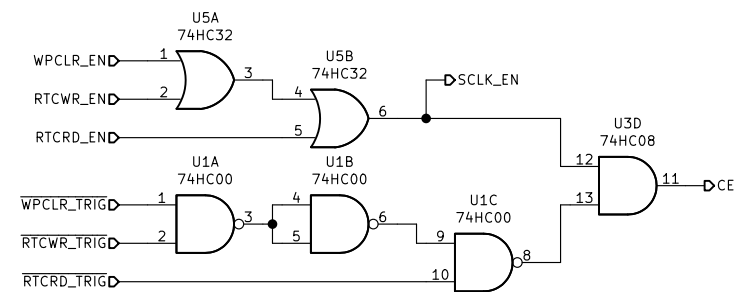 U5A
74HC32
WPCLR_EN
1
3
RTCWR_EN
2
U5B
74HC32
4
6
RTCRD_EN
5
SCLK_EN
U3D
74HC08
12
11
CE
13
U1A
74HC00
WPCLR_TRIG
1
3
RTCWR_TRIG
2
U1B
74HC00
4
6
5
U1C
74HC00
9
8
RTCRD_TRIG
10